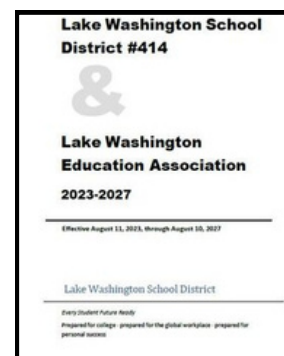 Lake Washington School
District #414
&
Lake Washington
Education Association
2023-2027
Effective August 11, 2023, through August 10, 2027
Lake Washington School District
Every Student Future Ready
Prepared for college · prepared for the global workplace · prepared for
personal success